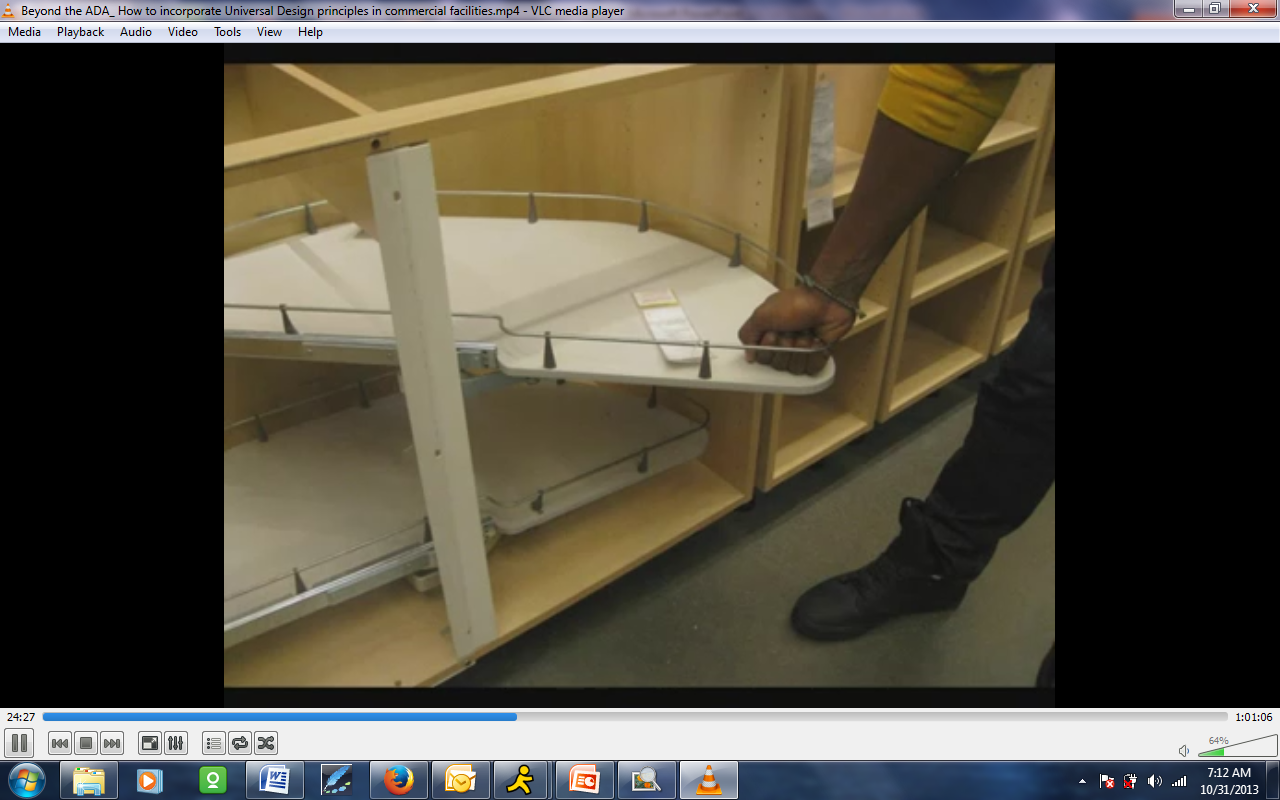 Beyond the ADA_ How to incorporate Universal Design principles in commercial facilities.mp4 - VLC media player
Media Playback Audio Video Tools View Help
24:27
1:01:06
64%
7:12 AM
10/31/2013